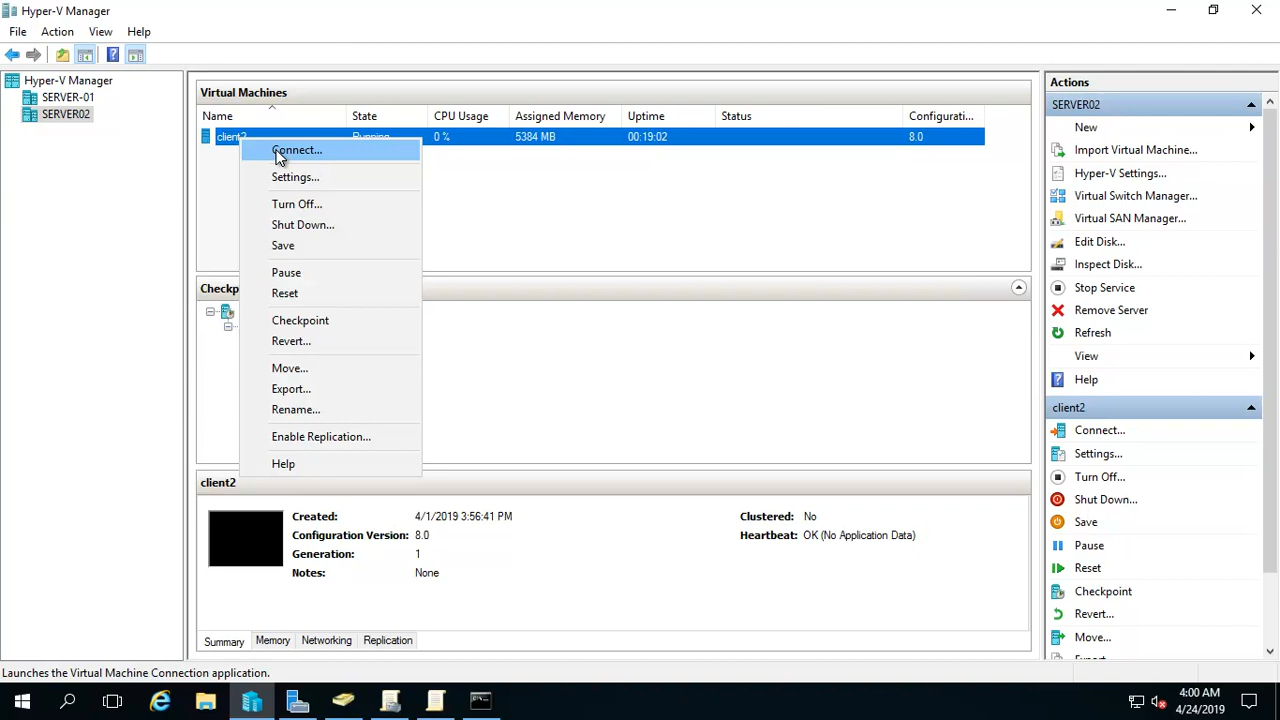 Hyper-V Manager
File Action View Help
Hyper-V Manager
SERVER-01
SERVER02
Virtual Machines
Name State CPU Usage Assigned Memory Uptime Status Configurati...
client2 Running 0 % 5384 MB 00:19:02 8.0
Connect...
Settings...
Turn Off...
Shut Down...
Save
Pause
Reset
Checkpoint
Revert...
Move...
Export...
Rename...
Enable Replication...
Help
Checkp
client2
Created: 4/1/2019 3:56:41 PM Clustered: No
Configuration Version: 8.0 Heartbeat: OK (No Application Data)
Generation: 1
Notes: None
Summary Memory Networking Replication
Actions
SERVER02
New
Import Virtual Machine...
Hyper-V Settings...
Virtual Switch Manager...
Virtual SAN Manager...
Edit Disk...
Inspect Disk...
Stop Service
Remove Server
Refresh
View
Help
client2
Connect...
Settings...
Turn Off...
Shut Down...
Save
Pause
Reset
Checkpoint
Revert...
Move...
Export...
Launches the Virtual Machine Connection application.
4:00 AM
4/24/2019